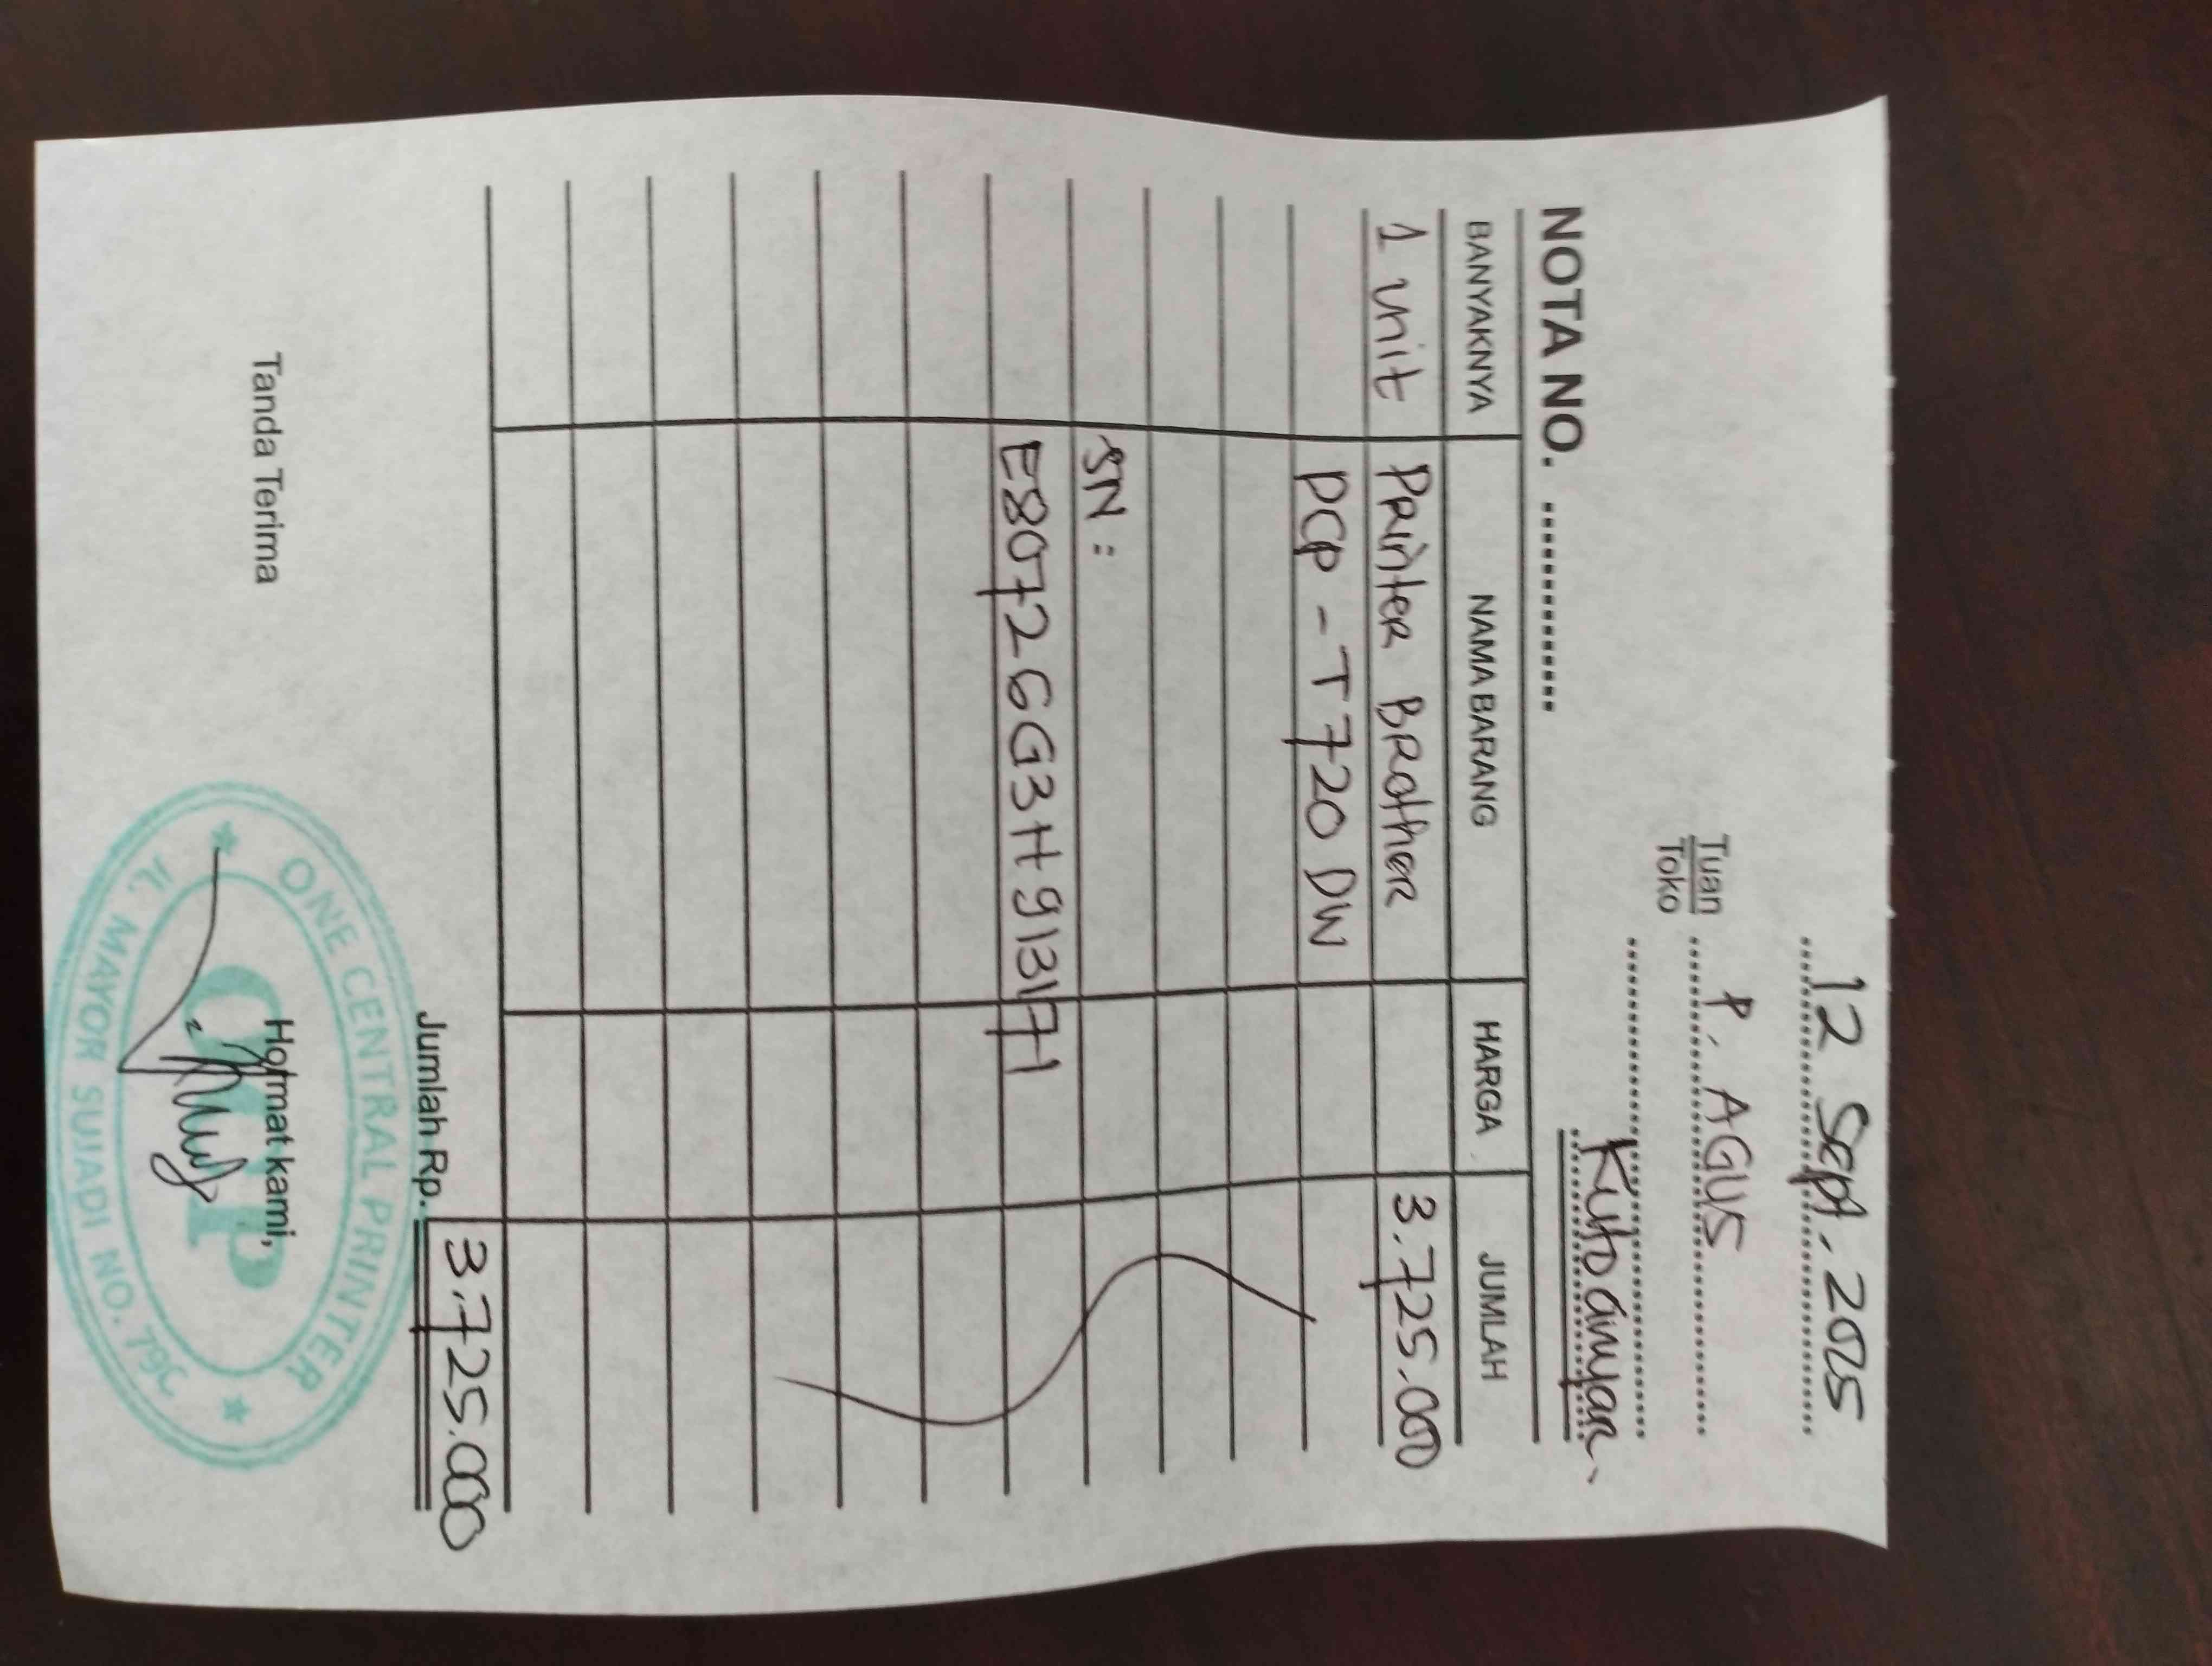 12 Sept. 2025
Tuan P. AGUS
Toko
Kutoanyar
NOTA NO. ..............
BANYAKNYA NAMA BARANG HARGA JUMLAH
1 unit Printer Brother 3.725.000
DCP - T720 DW
SN :
E80726G3H913171
Jumlah Rp. 3.725.000
Tanda Terima Hormat kami,
ONE CENTRAL PRINTER
OCP
JL. MAYOR SUJADI NO. 79C